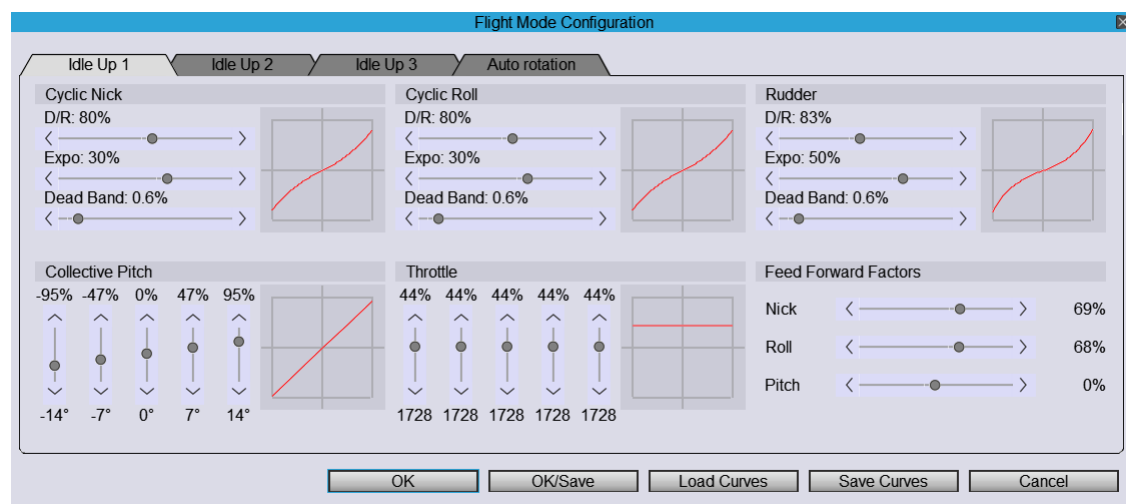 Flight Mode Configuration
Idle Up 1 Idle Up 2 Idle Up 3 Auto rotation
Cyclic Nick
D/R: 80%
Expo: 30%
Dead Band: 0.6%
Cyclic Roll
D/R: 80%
Expo: 30%
Dead Band: 0.6%
Rudder
D/R: 83%
Expo: 50%
Dead Band: 0.6%
Collective Pitch
-95% -47% 0% 47% 95%
-14° -7° 0° 7° 14°
Throttle
44% 44% 44% 44% 44%
1728 1728 1728 1728 1728
Feed Forward Factors
Nick 69%
Roll 68%
Pitch 0%
OK OK/Save Load Curves Save Curves Cancel